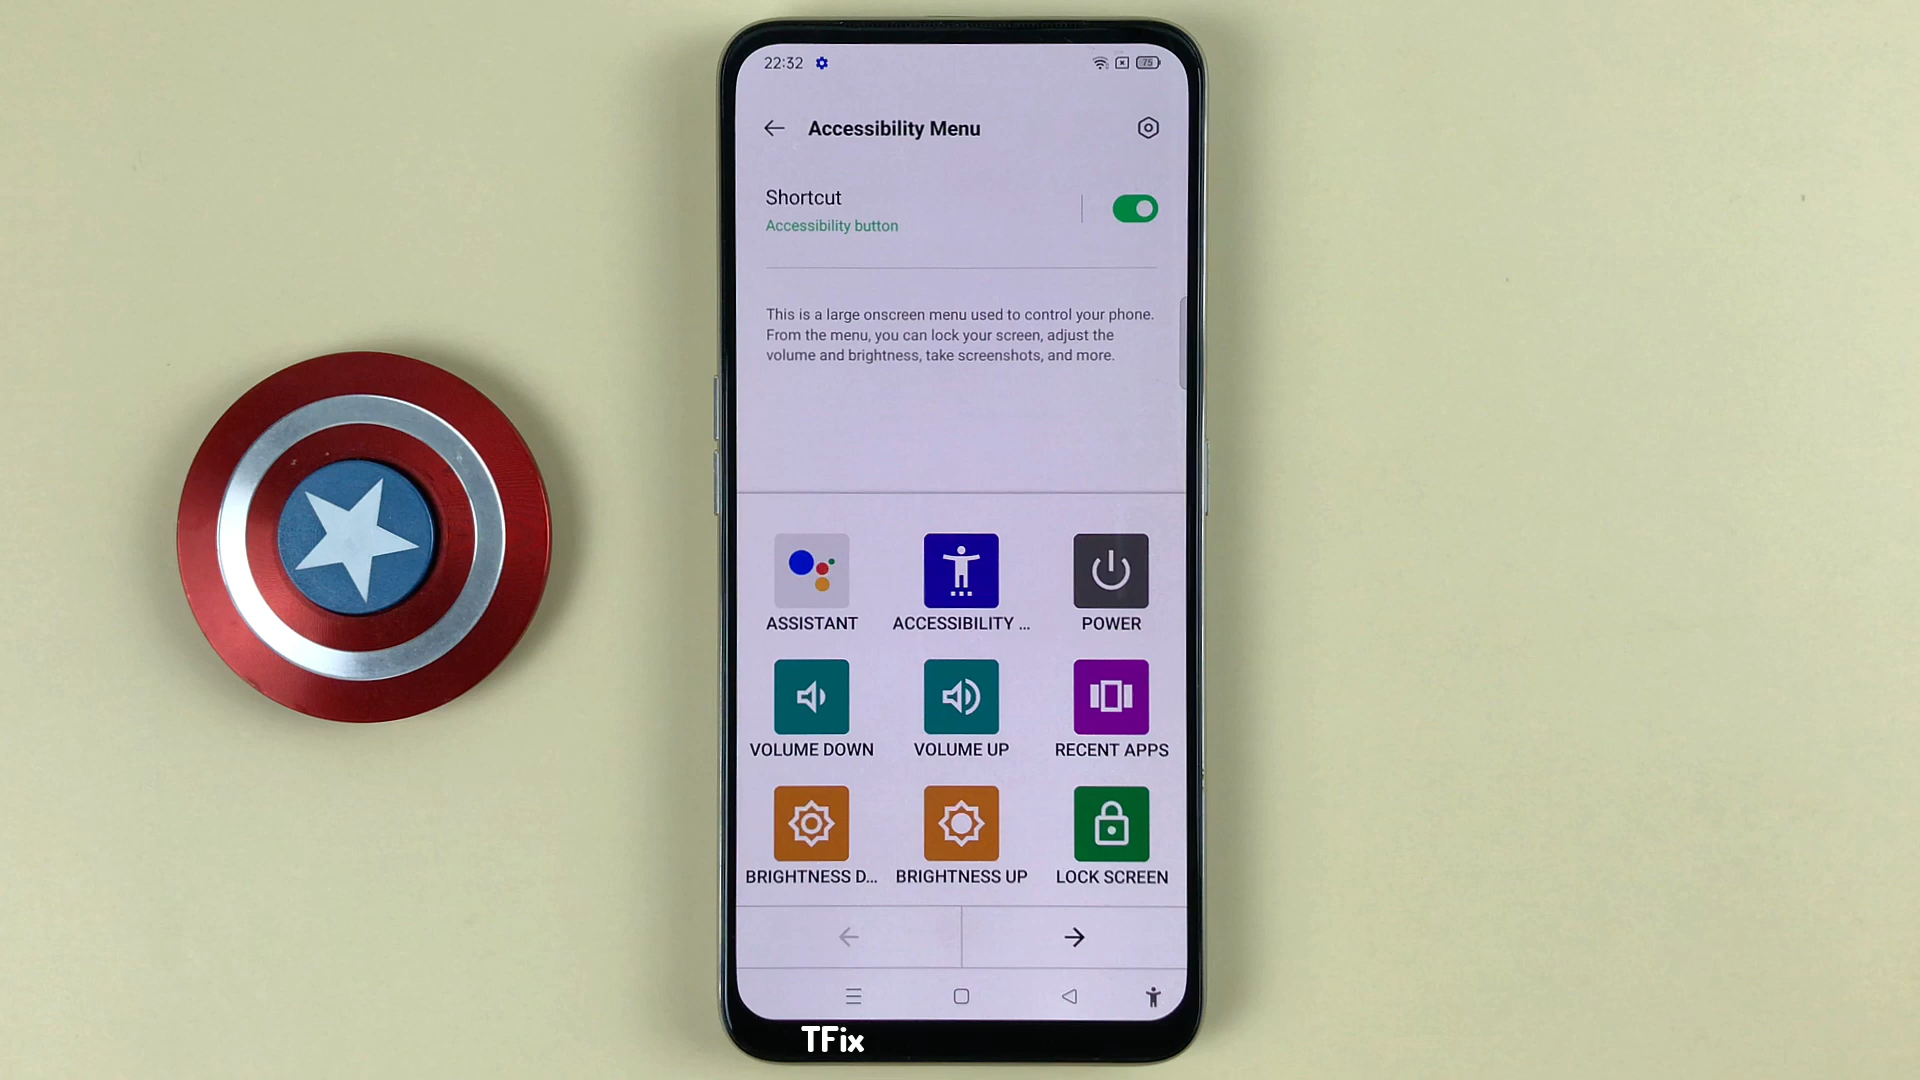 22:32
75
Accessibility Menu
Shortcut
Accessibility button
This is a large onscreen menu used to control your phone.
From the menu, you can lock your screen, adjust the
volume and brightness, take screenshots, and more.
ASSISTANT
ACCESSIBILITY ...
POWER
VOLUME DOWN
VOLUME UP
RECENT APPS
BRIGHTNESS D...
BRIGHTNESS UP
LOCK SCREEN
TFix